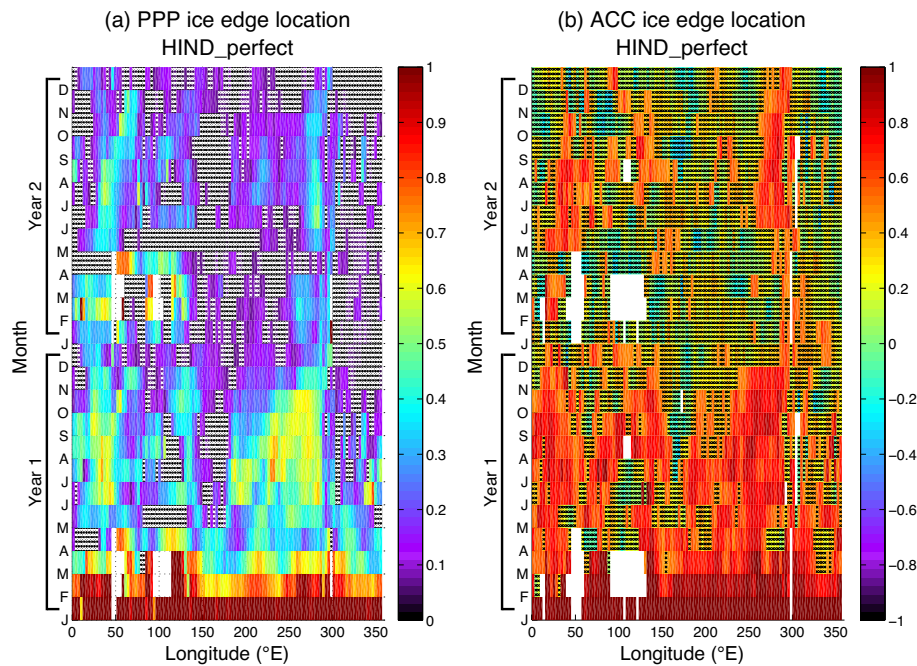 (a) PPP ice edge location
HIND_perfect
Month
Year 2
Year 1
D
N
O
S
A
J
J
M
A
M
F
J
D
N
O
S
A
J
J
M
A
M
F
J
0 50 100 150 200 250 300 350
Longitude (°E)
1
0.9
0.8
0.7
0.6
0.5
0.4
0.3
0.2
0.1
0
(b) ACC ice edge location
HIND_perfect
Month
Year 2
Year 1
D
N
O
S
A
J
J
M
A
M
F
J
D
N
O
S
A
J
J
M
A
M
F
J
0 50 100 150 200 250 300 350
Longitude (°E)
1
0.8
0.6
0.4
0.2
0
−0.2
−0.4
−0.6
−0.8
−1